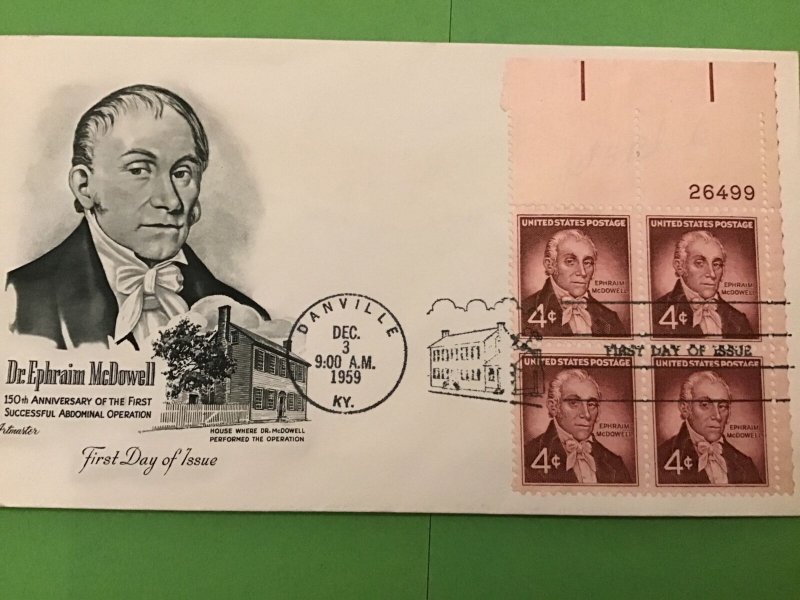 Dr. Ephraim McDowell
150th ANNIVERSARY OF THE FIRST
SUCCESSFUL ABDOMINAL OPERATION
Artmaster
HOUSE WHERE DR. McDOWELL
PERFORMED THE OPERATION
First Day of Issue
DANVILLE
DEC.
3
9:00 A.M.
1959
KY.
26499
UNITED STATES POSTAGE
EPHRAIM
McDOWELL
4¢
UNITED STATES POSTAGE
EPHRAIM
McDOWELL
4¢
FIRST DAY OF ISSUE
UNITED STATES POSTAGE
EPHRAIM
McDOWELL
4¢
UNITED STATES POSTAGE
EPHRAIM
McDOWELL
4¢